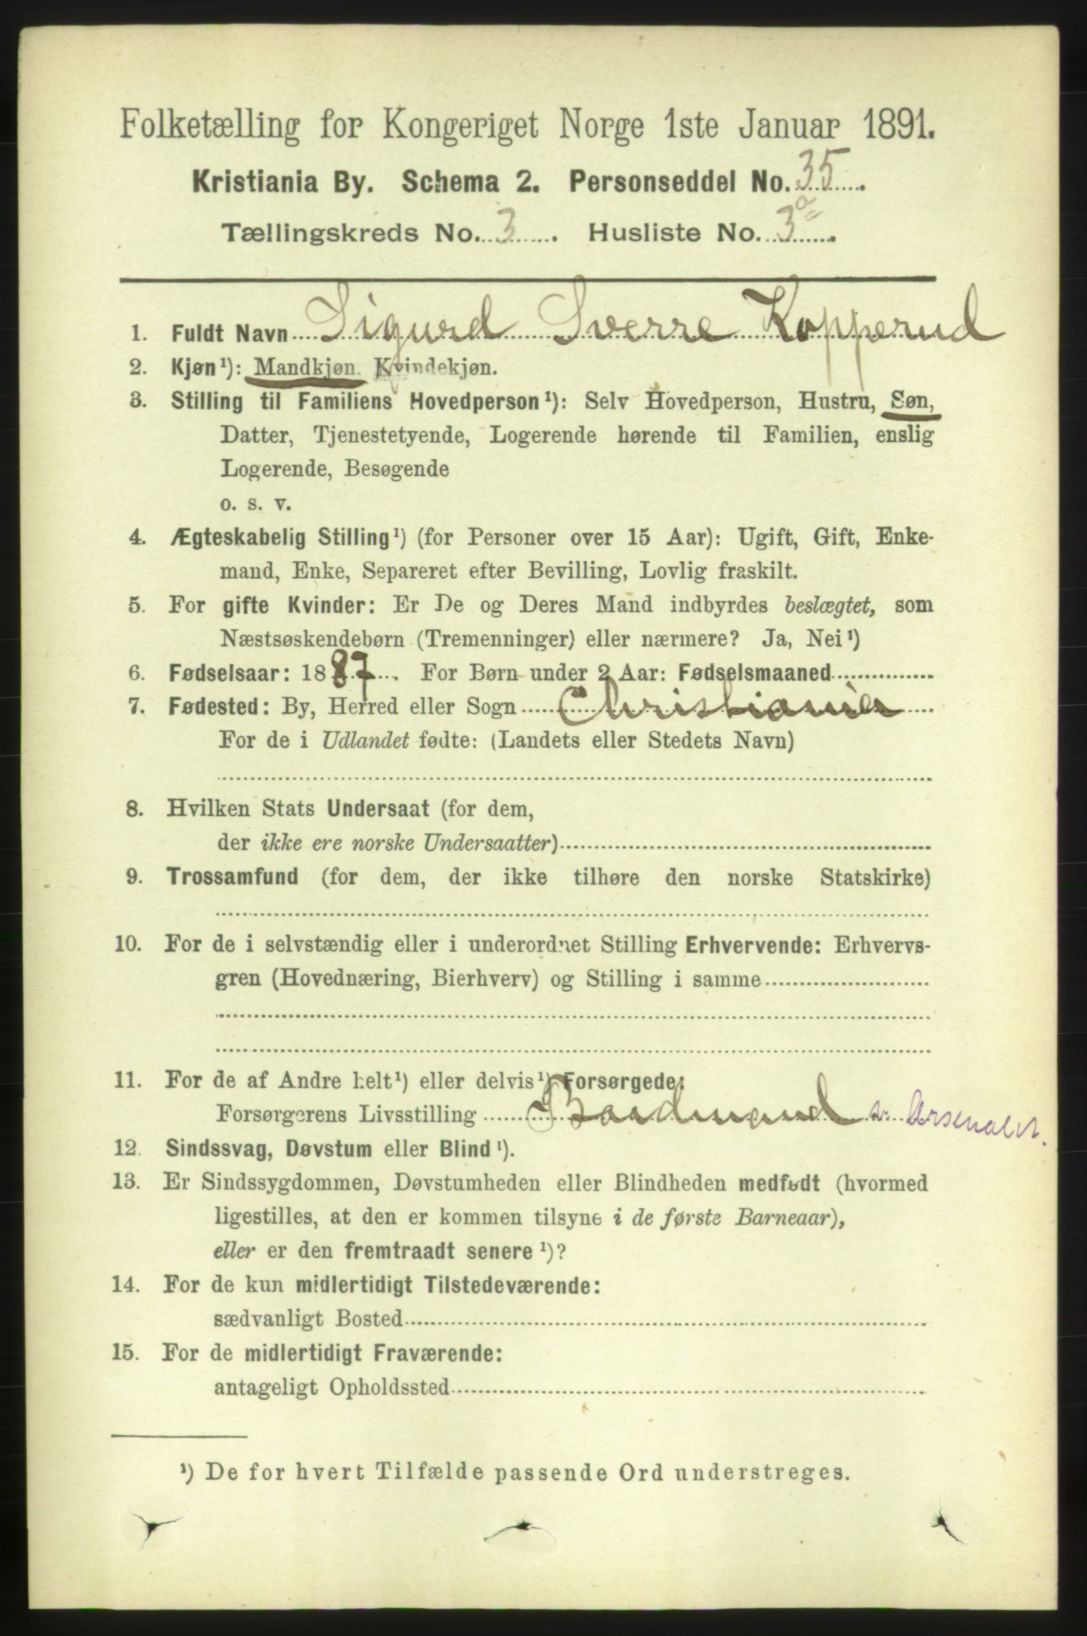 Folketælling for Kongeriget Norge 1ste Januar 1891.
Kristiania By. Schema 2. Personseddel No. 35.
Tællingskreds No. 3. Husliste No. 3a.
1. Fuldt Navn Sigurd Sverre Kopperud
2. Kjøn¹): Mandkjøn. Kvindekjøn.
3. Stilling til Familiens Hovedperson¹): Selv Hovedperson, Hustru, Søn,
Datter, Tjenestetyende, Logerende hørende til Familien, enslig
Logerende, Besøgende
o. s. v.
4. Ægteskabelig Stilling¹) (for Personer over 15 Aar): Ugift, Gift, Enke-
mand, Enke, Separeret efter Bevilling, Lovlig fraskilt.
5. For gifte Kvinder: Er De og Deres Mand indbyrdes beslægtet, som
Næstsøskendebørn (Tremenninger) eller nærmere? Ja, Nei¹)
6. Fødselsaar: 1887. For Børn under 2 Aar: Fødselsmaaned
7. Fødested: By, Herred eller Sogn Christiania
For de i Udlandet fødte: (Landets eller Stedets Navn)
8. Hvilken Stats Undersaat (for dem,
der ikke ere norske Undersaatter)
9. Trossamfund (for dem, der ikke tilhøre den norske Statskirke)
10. For de i selvstændig eller i underordnet Stilling Erhvervende: Erhvervs-
gren (Hovednæring, Bierhverv) og Stilling i samme
11. For de af Andre helt¹) eller delvis¹) Forsørgede:
Forsørgerens Livsstilling Baadmand v. Arsenalet.
12. Sindssvag, Døvstum eller Blind¹).
13. Er Sindssygdommen, Døvstumheden eller Blindheden medfødt (hvormed
ligestilles, at den er kommen tilsyne i de første Barneaar),
eller er den fremtraadt senere¹)?
14. For de kun midlertidigt Tilstedeværende:
sædvanligt Bosted
15. For de midlertidigt Fraværende:
antageligt Opholdssted
¹) De for hvert Tilfælde passende Ord understreges.